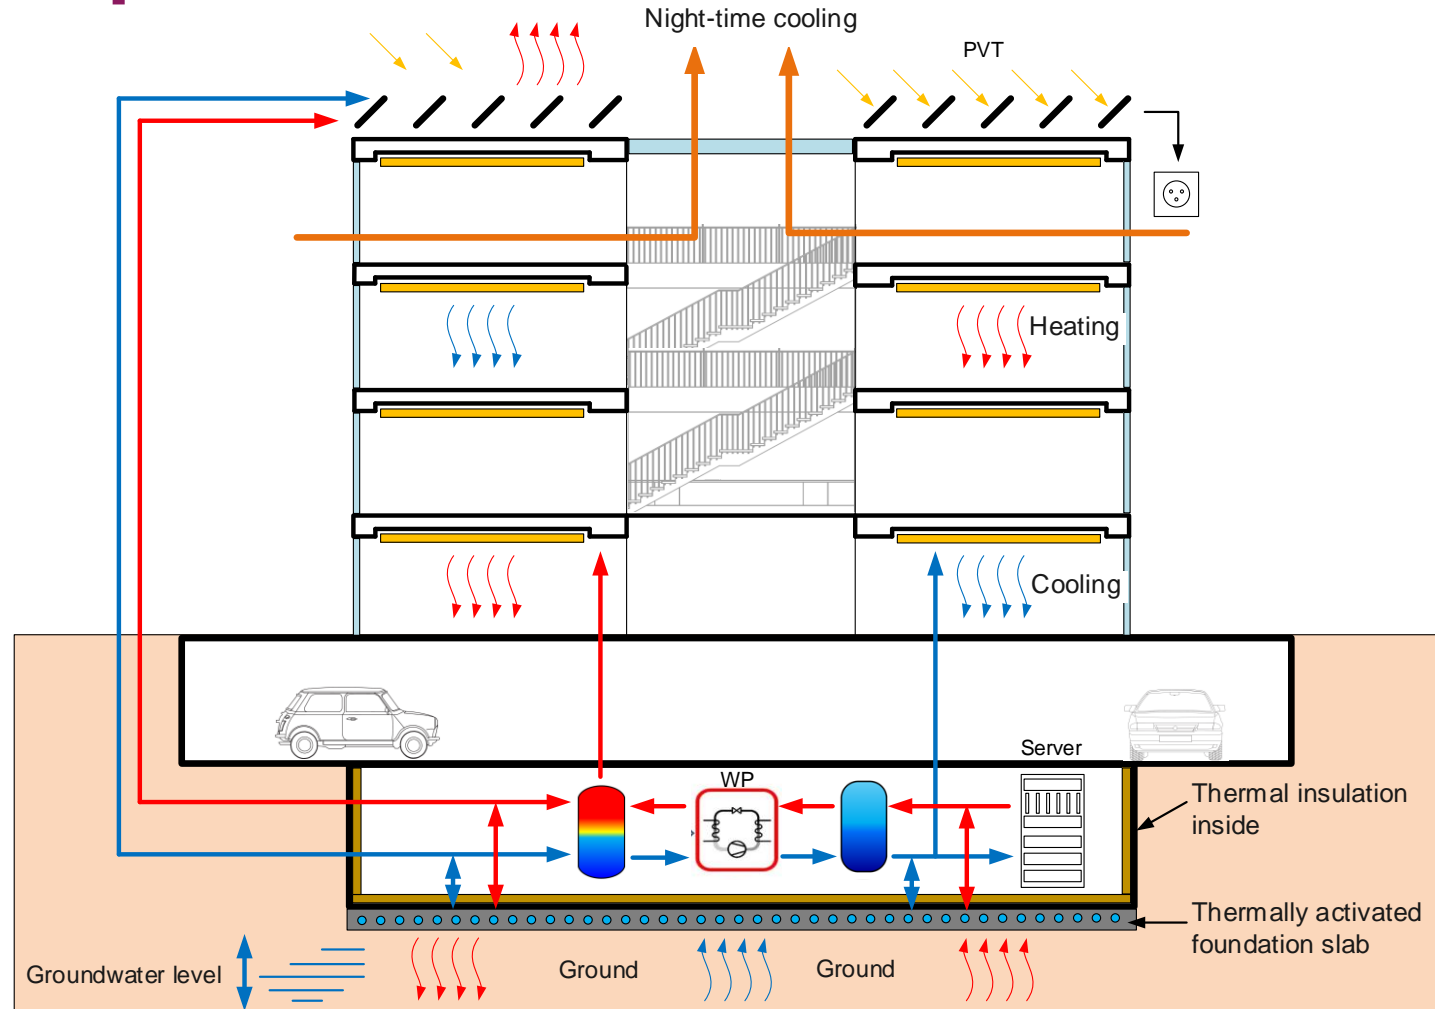 Night-time cooling
PVT
Heating
Cooling
Server
WP
Thermal insulation
inside
Thermally activated
foundation slab
Groundwater level
Ground
Ground